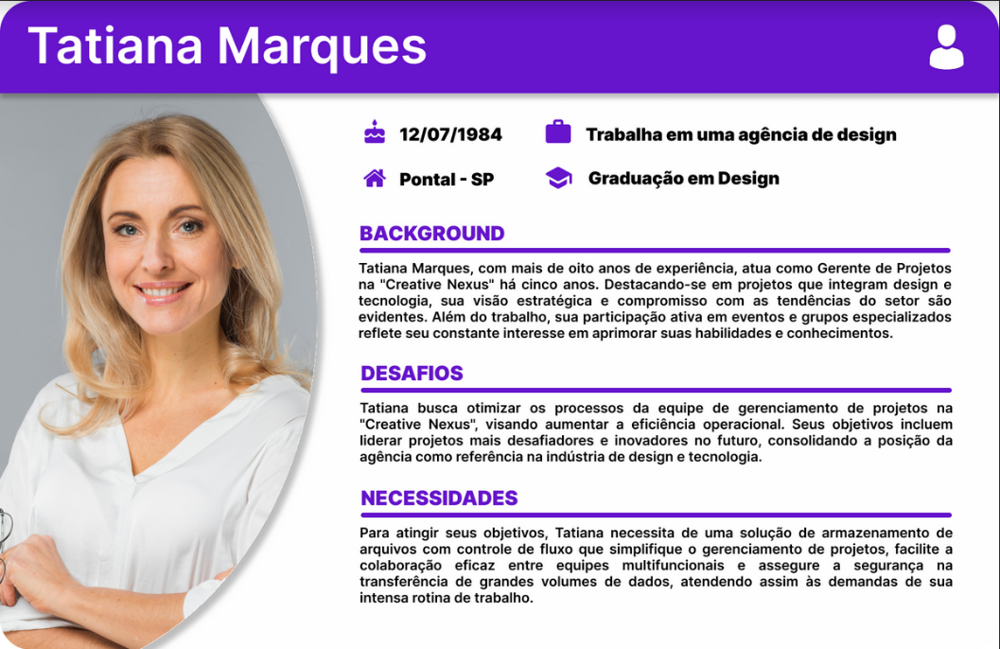 Tatiana Marques
12/07/1984
Trabalha em uma agência de design
Pontal - SP
Graduação em Design
BACKGROUND
Tatiana Marques, com mais de oito anos de experiência, atua como Gerente de Projetos
na "Creative Nexus" há cinco anos. Destacando-se em projetos que integram design e
tecnologia, sua visão estratégica e compromisso com as tendências do setor são
evidentes. Além do trabalho, sua participação ativa em eventos e grupos especializados
reflete seu constante interesse em aprimorar suas habilidades e conhecimentos.
DESAFIOS
Tatiana busca otimizar os processos da equipe de gerenciamento de projetos na
"Creative Nexus", visando aumentar a eficiência operacional. Seus objetivos incluem
liderar projetos mais desafiadores e inovadores no futuro, consolidando a posição da
agência como referência na indústria de design e tecnologia.
NECESSIDADES
Para atingir seus objetivos, Tatiana necessita de uma solução de armazenamento de
arquivos com controle de fluxo que simplifique o gerenciamento de projetos, facilite a
colaboração eficaz entre equipes multifuncionais e assegure a segurança na
transferência de grandes volumes de dados, atendendo assim às demandas de sua
intensa rotina de trabalho.